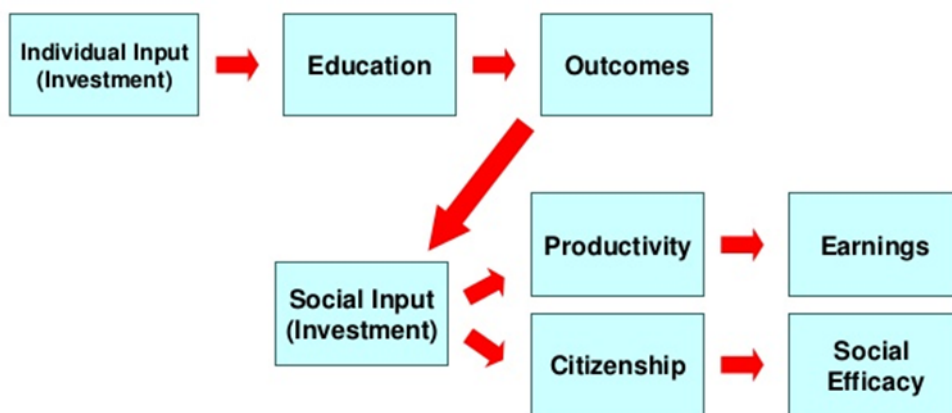 Individual Input
(Investment)
Education
Outcomes
Social Input
(Investment)
Productivity
Earnings
Citizenship
Social
Efficacy